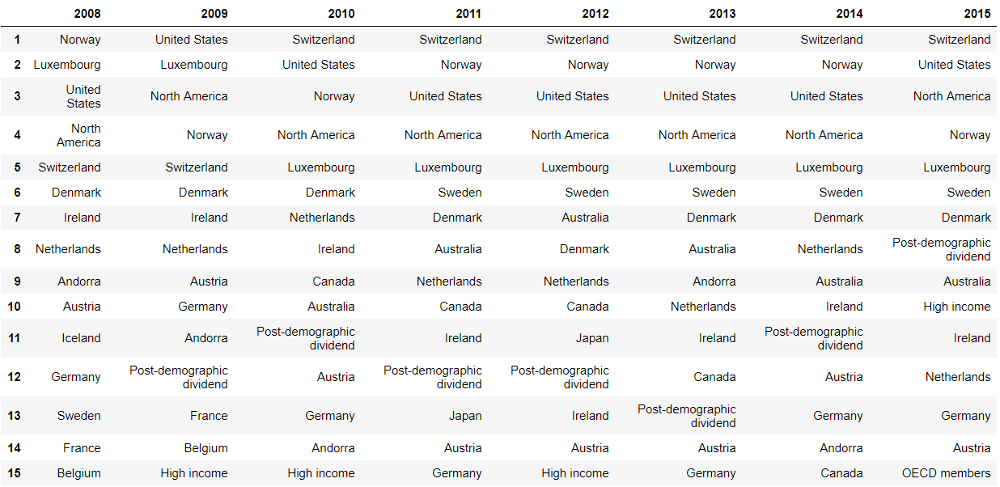 2008 2009 2010 2011 2012 2013 2014 2015
1 Norway United States Switzerland Switzerland Switzerland Switzerland Switzerland Switzerland
2 Luxembourg Luxembourg United States Norway Norway Norway Norway United States
3 United States North America Norway United States United States United States United States North America
4 North America Norway North America North America North America North America North America Norway
5 Switzerland Switzerland Luxembourg Luxembourg Luxembourg Luxembourg Luxembourg Luxembourg
6 Denmark Denmark Denmark Sweden Sweden Sweden Sweden Sweden
7 Ireland Ireland Netherlands Denmark Australia Denmark Denmark Denmark
8 Netherlands Netherlands Ireland Australia Denmark Australia Netherlands Post-demographic dividend
9 Andorra Austria Canada Netherlands Netherlands Andorra Australia Australia
10 Austria Germany Australia Canada Canada Netherlands Ireland High income
11 Iceland Andorra Post-demographic dividend Ireland Japan Ireland Post-demographic dividend Ireland
12 Germany Post-demographic dividend Austria Post-demographic dividend Post-demographic dividend Canada Austria Netherlands
13 Sweden France Germany Japan Ireland Post-demographic dividend Germany Germany
14 France Belgium Andorra Austria Austria Austria Andorra Austria
15 Belgium High income High income Germany High income Germany Canada OECD members